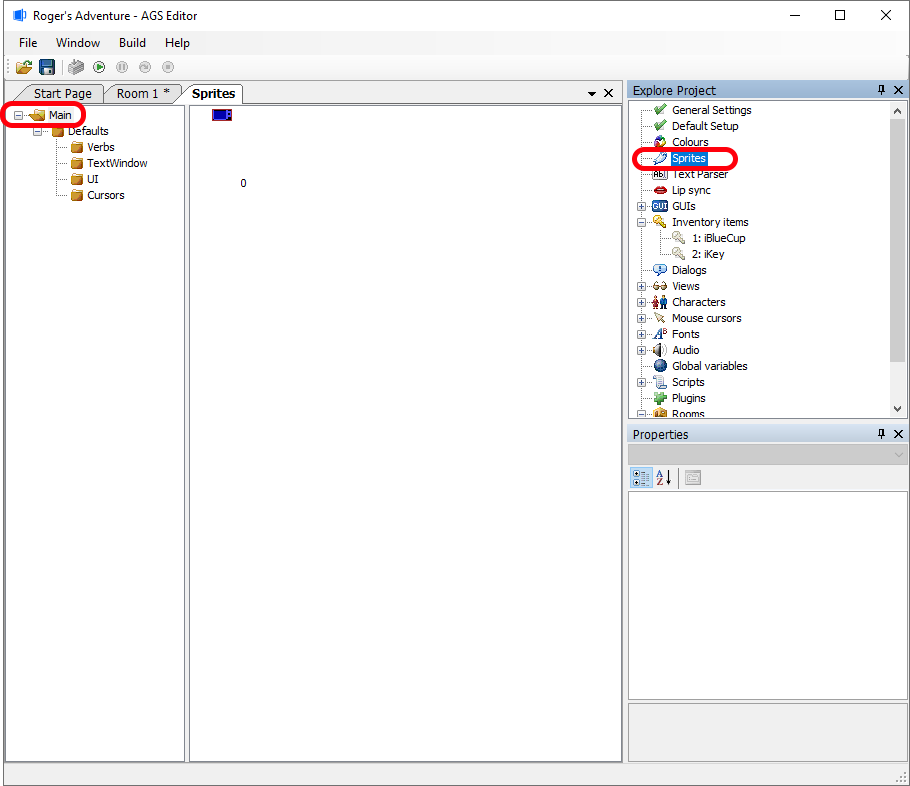 Roger's Adventure - AGS Editor
File Window Build Help
Start Page Room 1 * Sprites
Main
Defaults
Verbs
TextWindow
UI
Cursors
0
Explore Project
General Settings
Default Setup
Colours
Sprites
Ab Text Parser
Lip sync
GUI GUIs
Inventory items
1: iBlueCup
2: iKey
Dialogs
Views
Characters
Mouse cursors
Fonts
Audio
Global variables
Scripts
Plugins
Rooms
Properties
A
Z